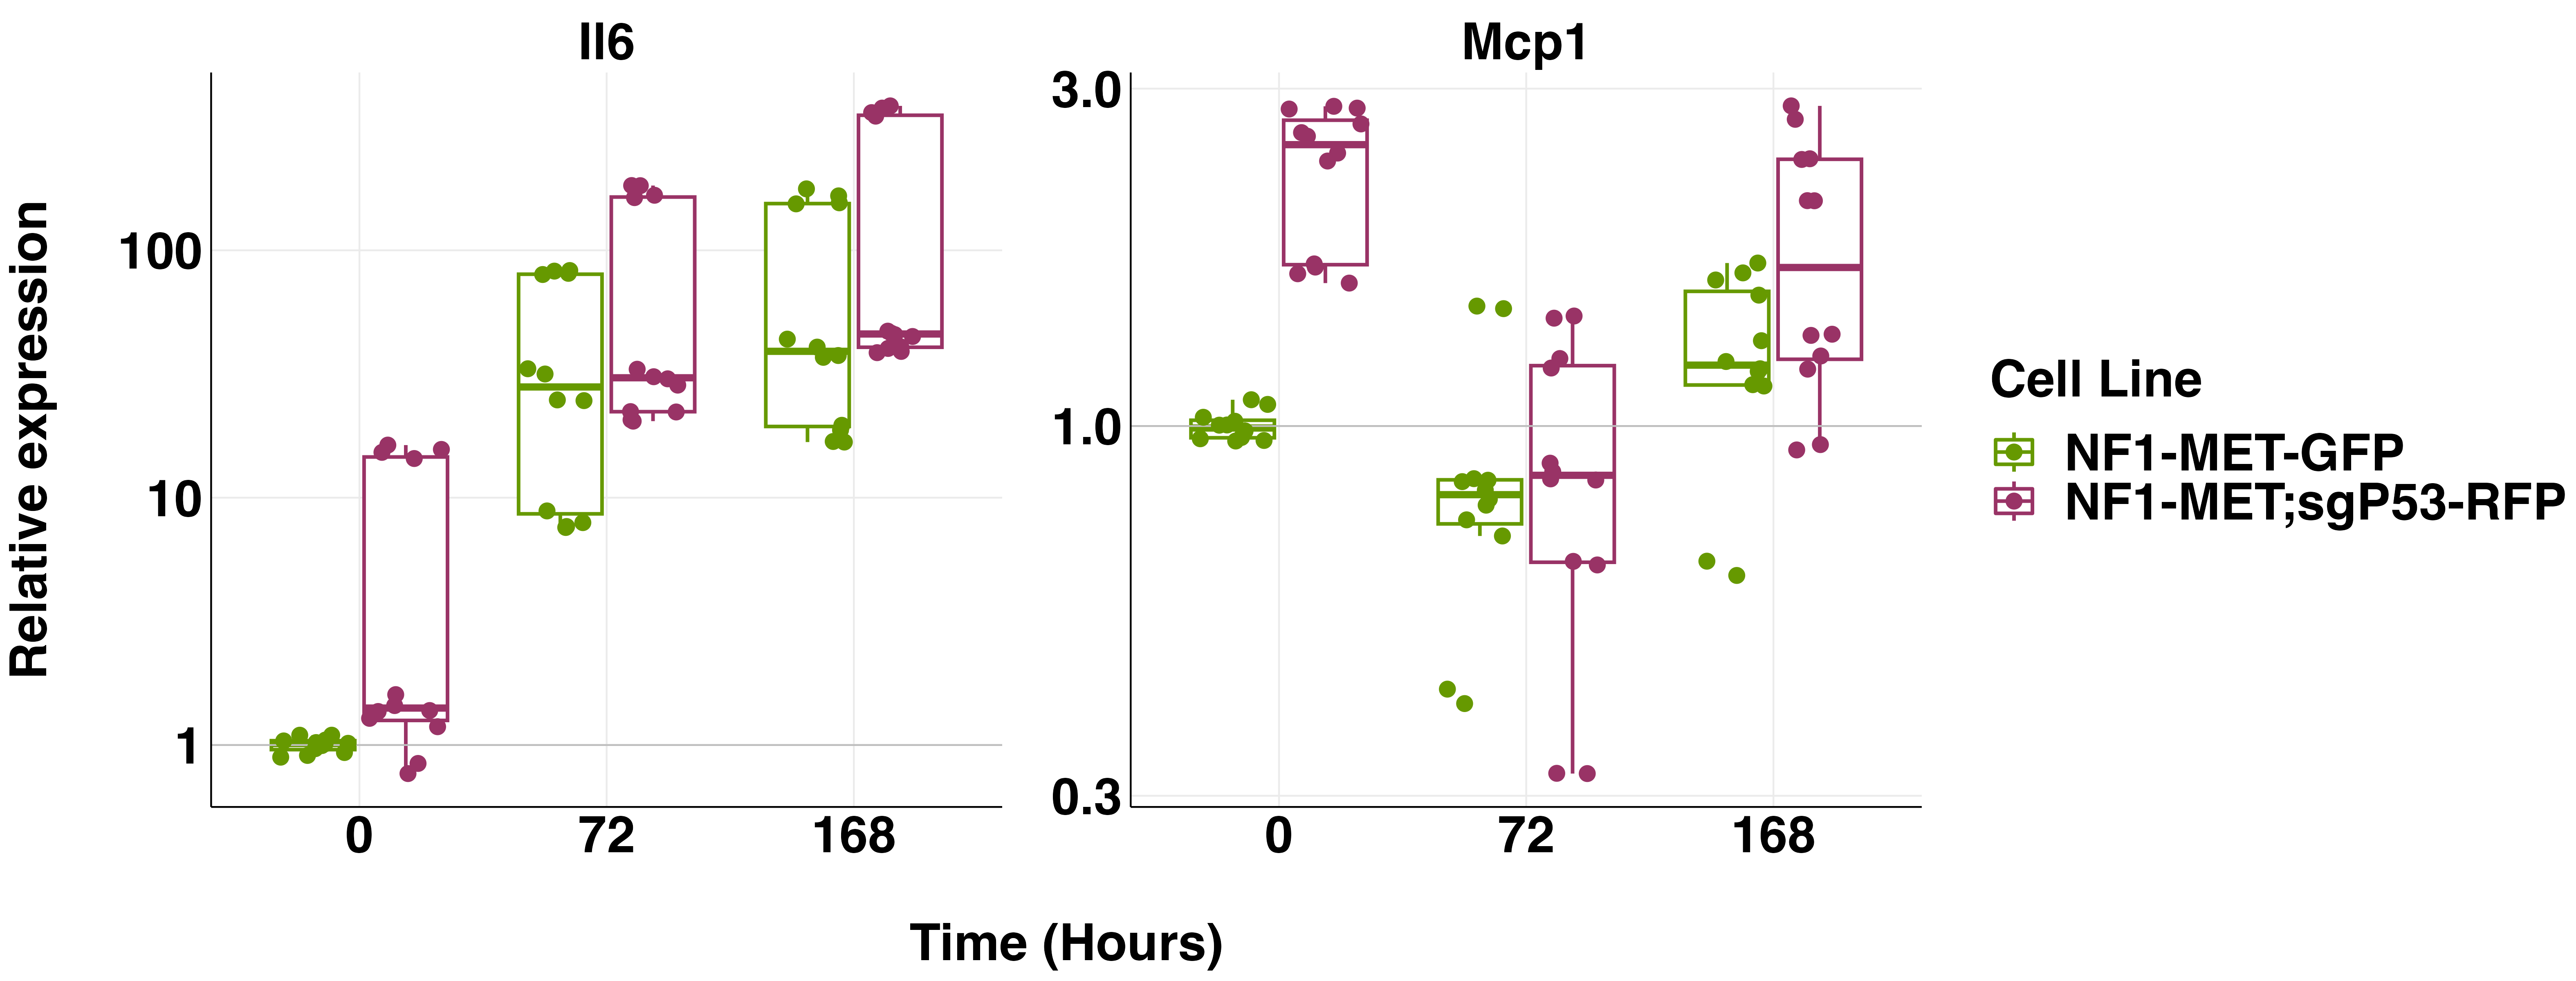 Il6
Mcp1
Relative expression
100
10
1
3.0
1.0
0.3
0
72
168
0
72
168
Time (Hours)
Cell Line
NF1-MET-GFP
NF1-MET;sgP53-RFP